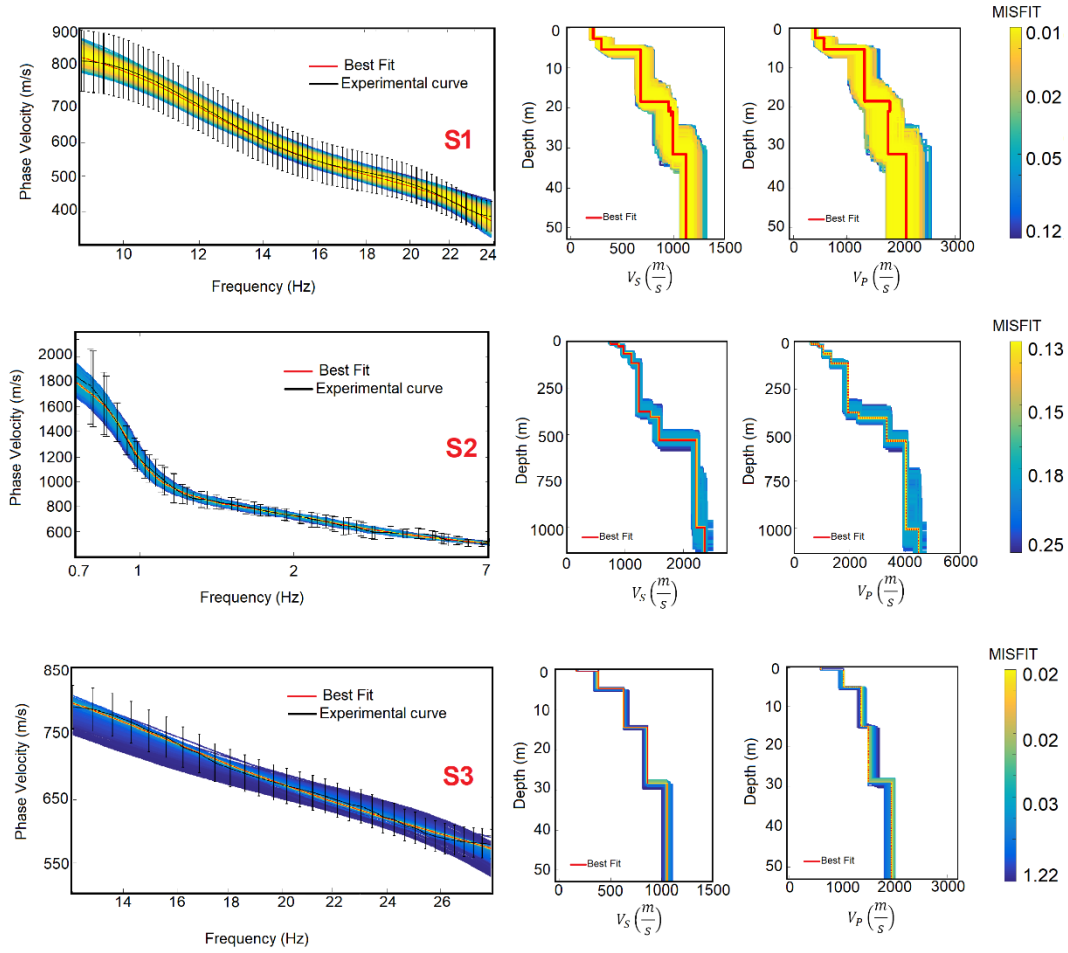 900
800
700
600
500
400
Phase Velocity (m/s)
Best Fit
Experimental curve
S1
10
12
14
16
18
20
22
24
Frequency (Hz)
0
10
20
30
40
50
Depth (m)
Best Fit
0
500
1000
1500
V_S (m/s)
0
10
20
30
40
50
Depth (m)
Best Fit
0
1000
2000
3000
V_P (m/s)
MISFIT
0.01
0.02
0.05
0.12
2000
1800
1600
1400
1200
1000
800
600
Phase Velocity (m/s)
Best Fit
Experimental curve
S2
0.7
1
2
7
Frequency (Hz)
0
250
500
750
1000
Depth (m)
Best Fit
0
1000
2000
V_S (m/s)
0
250
500
750
1000
Depth (m)
Best Fit
0
2000
4000
6000
V_P (m/s)
MISFIT
0.13
0.15
0.18
0.25
850
750
650
550
Phase Velocity (m/s)
Best Fit
Experimental curve
S3
14
16
18
20
22
24
26
Frequency (Hz)
0
10
20
30
40
50
Depth (m)
Best Fit
0
500
1000
1500
V_S (m/s)
0
10
20
30
40
50
Depth (m)
Best Fit
0
1000
2000
3000
V_P (m/s)
MISFIT
0.02
0.02
0.03
1.22